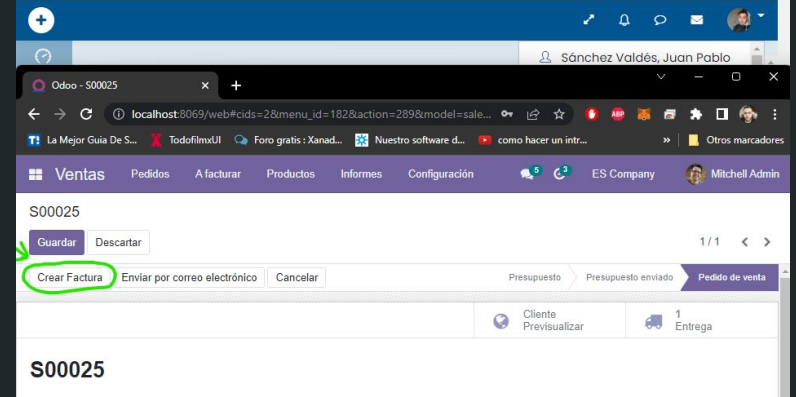 Sánchez Valdés, Juan Pablo
Odoo - S00025
localhost:8069/web#cids=2&menu_id=182&action=289&model=sale...
ABP
T! La Mejor Guia De S... TodofilmxUI Foro gratis : Xanad... Nuestro software d... como hacer un intr... » Otros marcadores
Ventas Pedidos A facturar Productos Informes Configuración 5 3 ES Company Mitchell Admin
S00025
Guardar Descartar 1 / 1
Crear Factura Enviar por correo electrónico Cancelar Presupuesto Presupuesto enviado Pedido de venta
Cliente
Previsualizar
1
Entrega
S00025